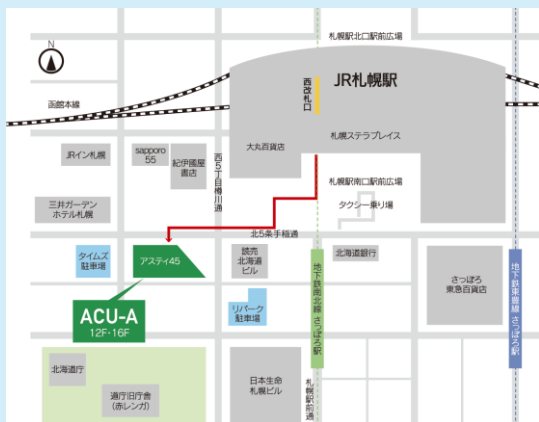 札幌駅北口駅前広場
N
JR札幌駅
西改札口
函館本線
札幌ステラプレイス
大丸百貨店
JRイン札幌
sapporo
55
紀伊國屋
書店
西5丁目樽川通
札幌駅南口駅前広場
タクシー乗り場
三井ガーデン
ホテル札幌
北5条手稲通
タイムズ
駐車場
アスティ45
読売
北海道
ビル
北海道銀行
さっぽろ
東急百貨店
地下鉄南北線 さっぽろ駅
地下鉄東豊線 さっぽろ駅
ACU-A
12F・16F
リパーク
駐車場
北海道庁
道庁旧庁舎
(赤レンガ)
日本生命
札幌ビル
札幌駅前通